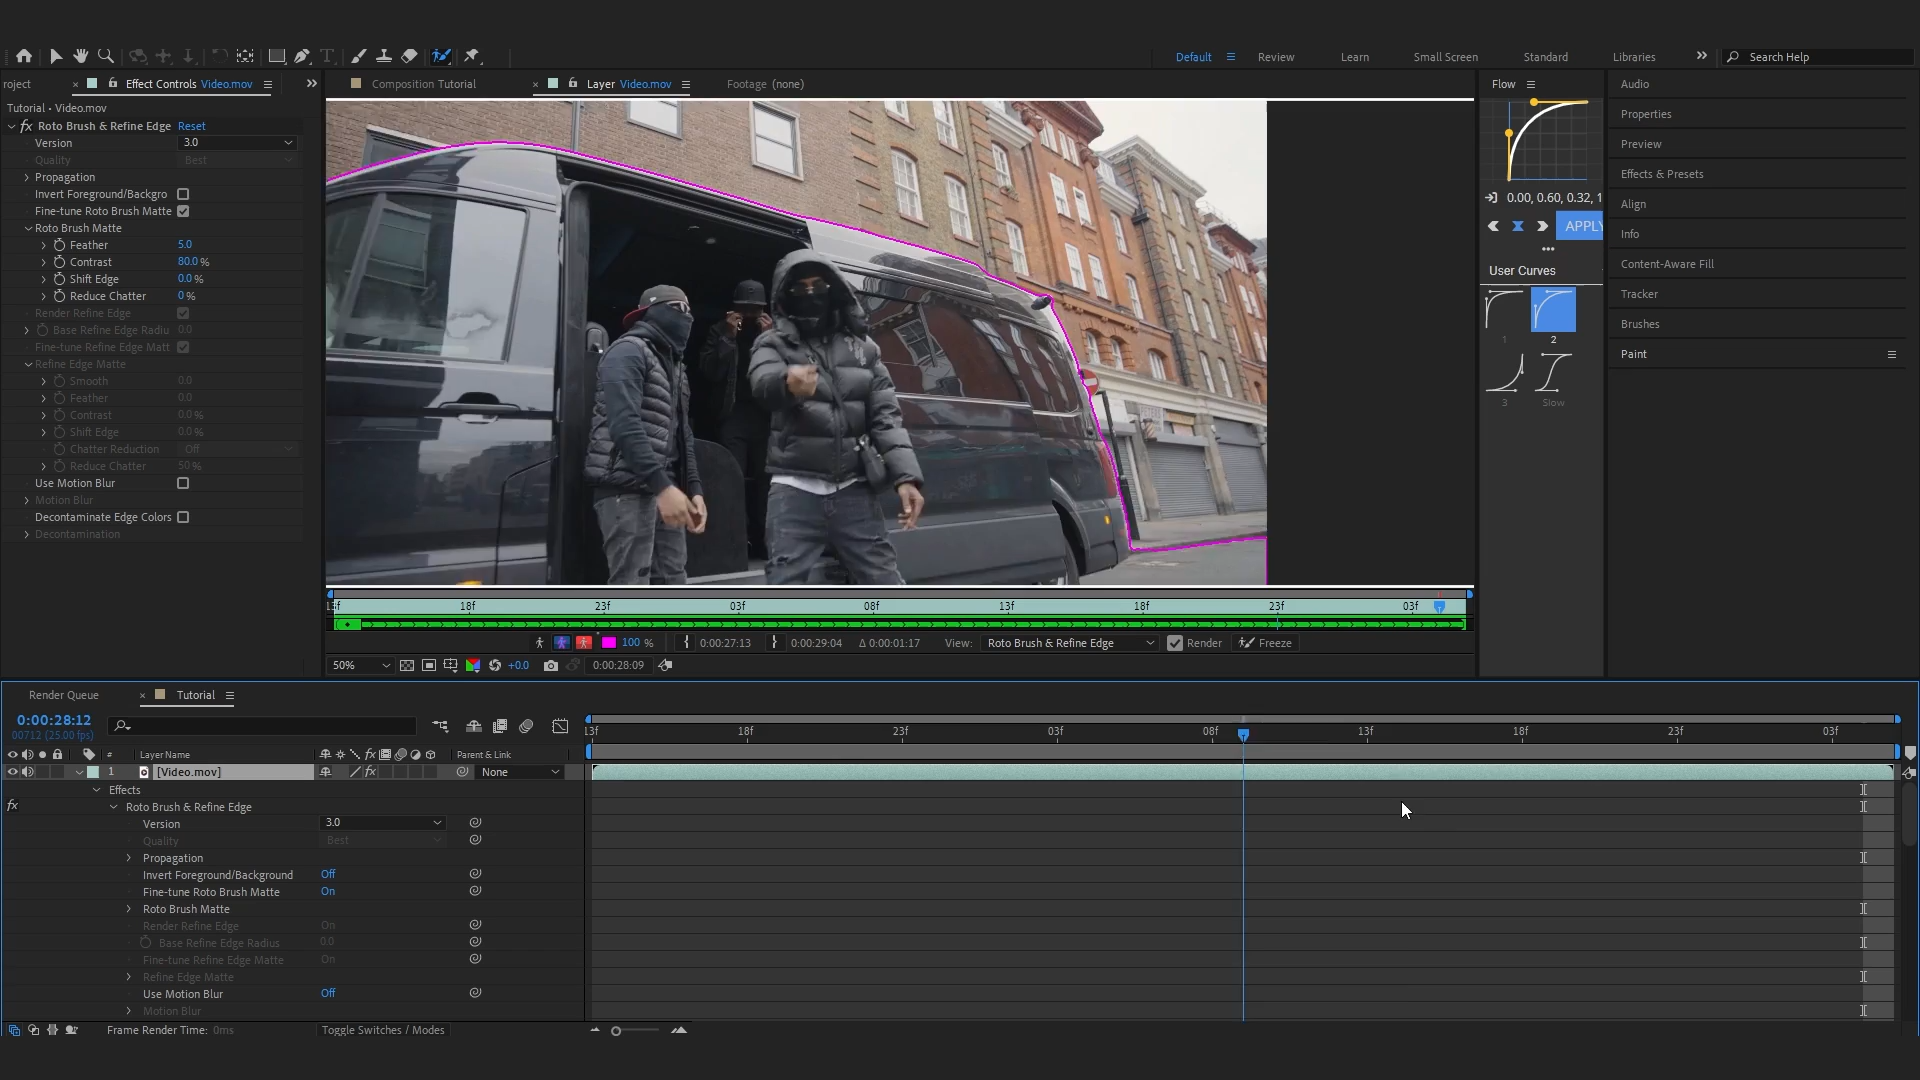 Default
Review
Learn
Small Screen
Standard
Libraries
Search Help
roject
Effect Controls Video.mov
Composition Tutorial
Layer Video.mov
Footage (none)
Flow
Audio
Tutorial • Video.mov
fx Roto Brush & Refine Edge Reset
Version 3.0
Quality Best
Propagation
Invert Foreground/Backgro
Fine-tune Roto Brush Matte
Roto Brush Matte
Feather 5.0
Contrast 80.0 %
Shift Edge 0.0 %
Reduce Chatter 0 %
Render Refine Edge
Base Refine Edge Radiu 0.0
Fine-tune Refine Edge Matt
Refine Edge Matte
Smooth 0.0
Feather 0.0
Contrast 0.0 %
Shift Edge 0.0 %
Chatter Reduction Off
Reduce Chatter 50 %
Use Motion Blur
Motion Blur
Decontaminate Edge Colors
Decontamination
0.00, 0.60, 0.32, 1
APPLY
User Curves
1
2
3
Slow
Properties
Preview
Effects & Presets
Align
Info
Content-Aware Fill
Tracker
Brushes
Paint
13f 18f 23f 03f 08f 13f 18f 23f 03f
100 % 0:00:27:13 0:00:29:04 Δ 0:00:01:17 View: Roto Brush & Refine Edge Render Freeze
50% +0.0 0:00:28:09
Render Queue
Tutorial
0:00:28:12
00712 (25.00 fps)
13f 18f 23f 03f 08f 13f 18f 23f 03f
# Layer Name fx Parent & Link
1 [Video.mov] fx None
Effects
fx Roto Brush & Refine Edge
Version 3.0
Quality Best
Propagation
Invert Foreground/Background Off
Fine-tune Roto Brush Matte On
Roto Brush Matte
Render Refine Edge On
Base Refine Edge Radius 0.0
Fine-tune Refine Edge Matte On
Refine Edge Matte
Use Motion Blur Off
Motion Blur
Frame Render Time: 0ms
Toggle Switches / Modes